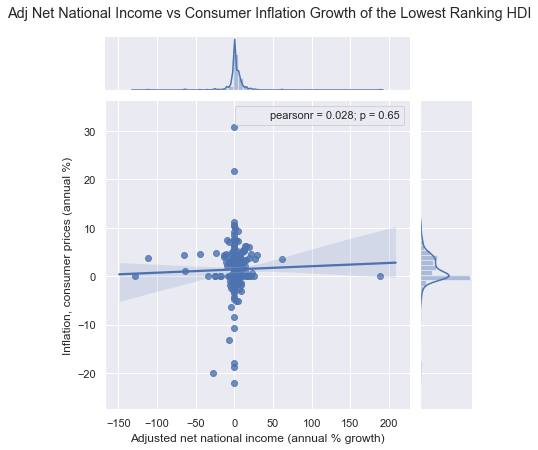 Adj Net National Income vs Consumer Inflation Growth of the Lowest Ranking HDI
pearsonr = 0.028; p = 0.65
Inflation, consumer prices (annual %)
30
20
10
0
−10
−20
−150 −100 −50 0 50 100 150 200
Adjusted net national income (annual % growth)